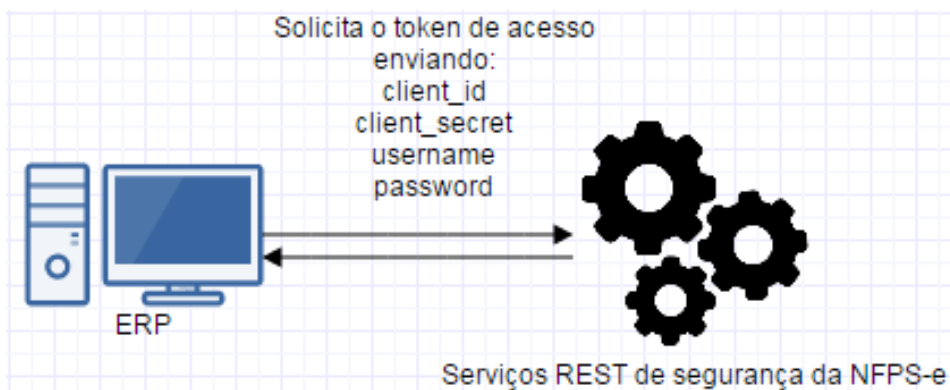 Solicita o token de acesso
enviando:
client_id
client_secret
username
password
ERP
Serviços REST de segurança da NFPS-e